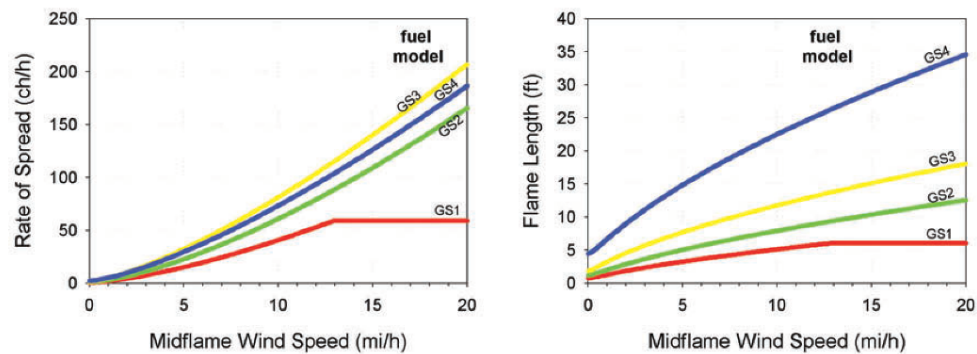 250
200
150
100
50
0
Rate of Spread (ch/h)
fuel
model
GS3
GS4
GS2
GS1
0 5 10 15 20
Midflame Wind Speed (mi/h)
40
35
30
25
20
15
10
5
0
Flame Length (ft)
fuel
model
GS4
GS3
GS2
GS1
0 5 10 15 20
Midflame Wind Speed (mi/h)